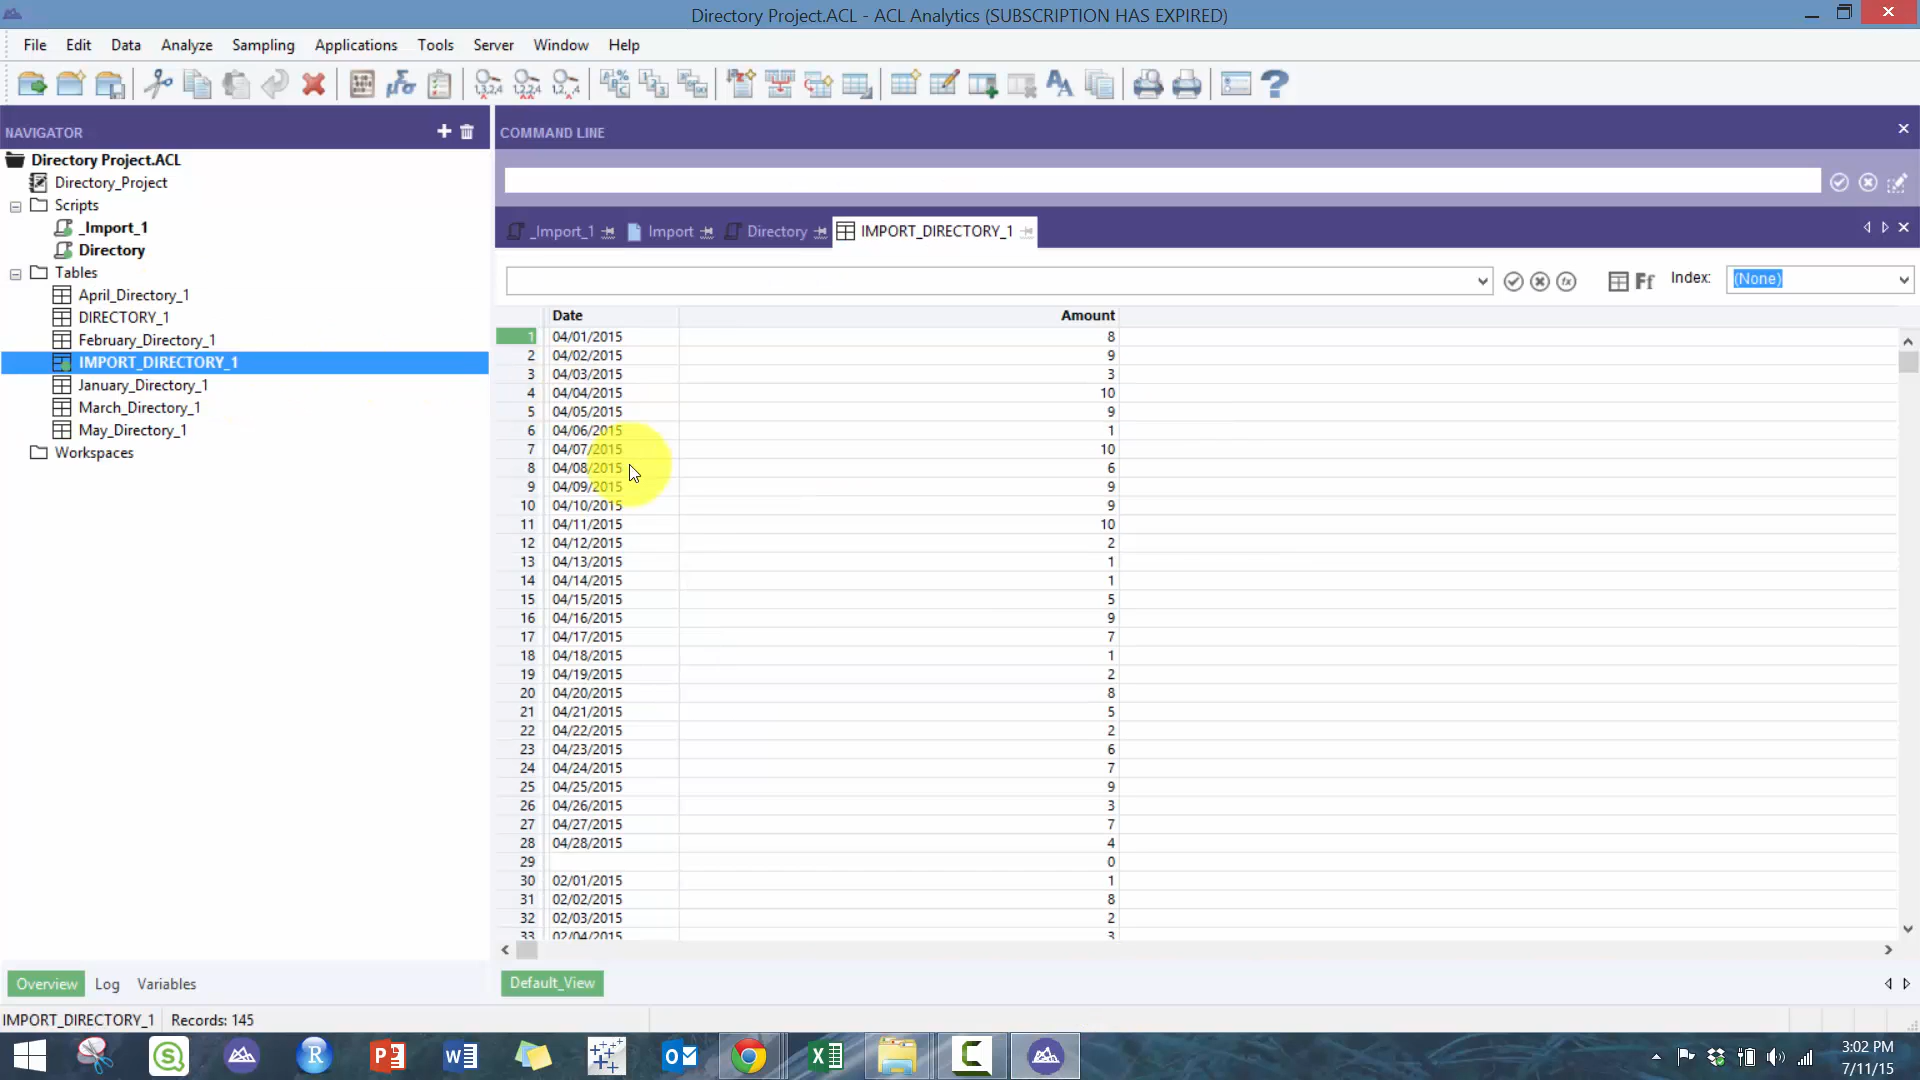 Directory Project.ACL - ACL Analytics (SUBSCRIPTION HAS EXPIRED)
File Edit Data Analyze Sampling Applications Tools Server Window Help
NAVIGATOR
Directory Project.ACL
Directory_Project
Scripts
_Import_1
Directory
Tables
April_Directory_1
DIRECTORY_1
February_Directory_1
IMPORT_DIRECTORY_1
January_Directory_1
March_Directory_1
May_Directory_1
Workspaces
Overview Log Variables
COMMAND LINE
_Import_1 Import Directory IMPORT_DIRECTORY_1
Index: (None)
Date Amount
1 04/01/2015 8
2 04/02/2015 9
3 04/03/2015 3
4 04/04/2015 10
5 04/05/2015 9
6 04/06/2015 1
7 04/07/2015 10
8 04/08/2015 6
9 04/09/2015 9
10 04/10/2015 9
11 04/11/2015 10
12 04/12/2015 2
13 04/13/2015 1
14 04/14/2015 1
15 04/15/2015 5
16 04/16/2015 9
17 04/17/2015 7
18 04/18/2015 1
19 04/19/2015 2
20 04/20/2015 8
21 04/21/2015 5
22 04/22/2015 2
23 04/23/2015 6
24 04/24/2015 7
25 04/25/2015 9
26 04/26/2015 3
27 04/27/2015 7
28 04/28/2015 4
29 0
30 02/01/2015 1
31 02/02/2015 8
32 02/03/2015 2
33 02/04/2015 3
Default_View
IMPORT_DIRECTORY_1 Records: 145
3:02 PM
7/11/15